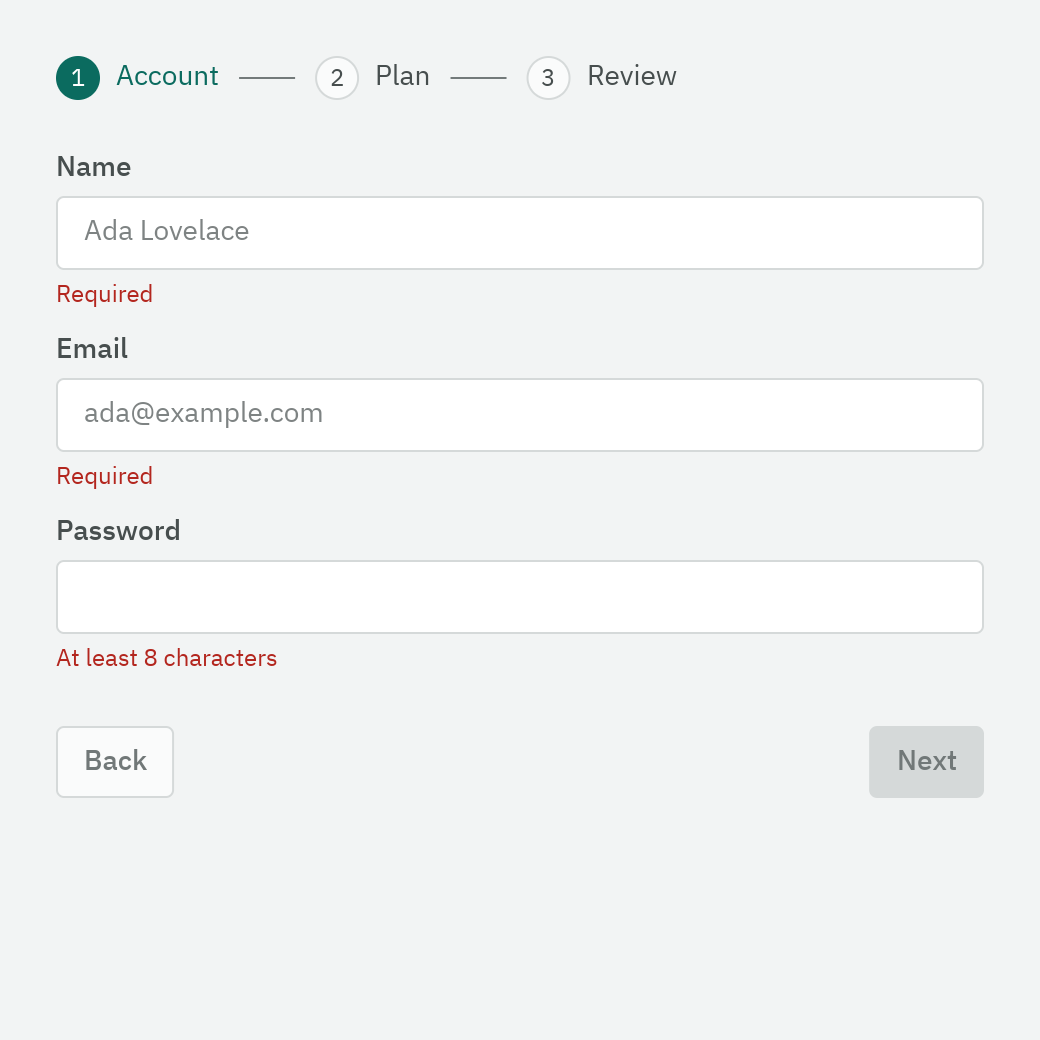 1 Account 2 Plan 3 Review
Name
Ada Lovelace
Required
Email
ada@example.com
Required
Password
At least 8 characters
Back Next